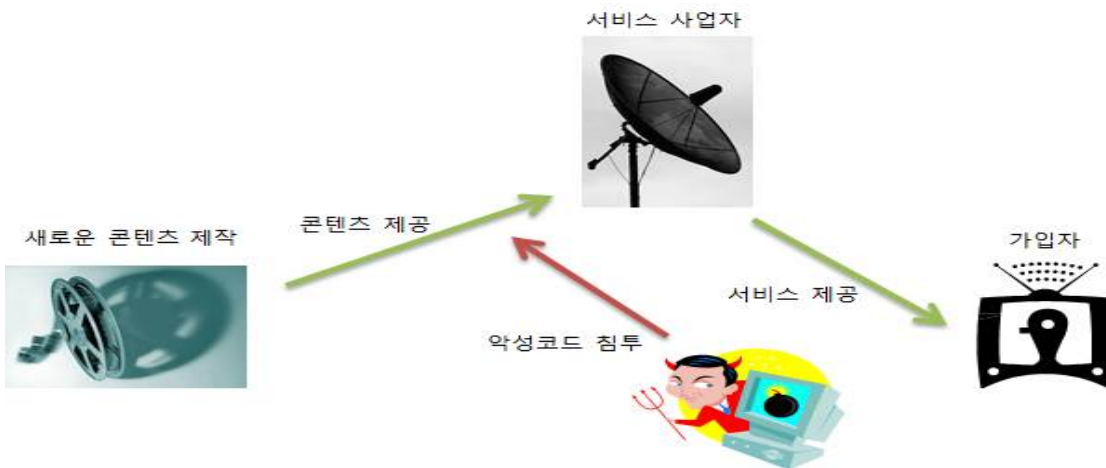 서비스 사업자
새로운 콘텐츠 제작
콘텐츠 제공
가입자
서비스 제공
악성코드 침투